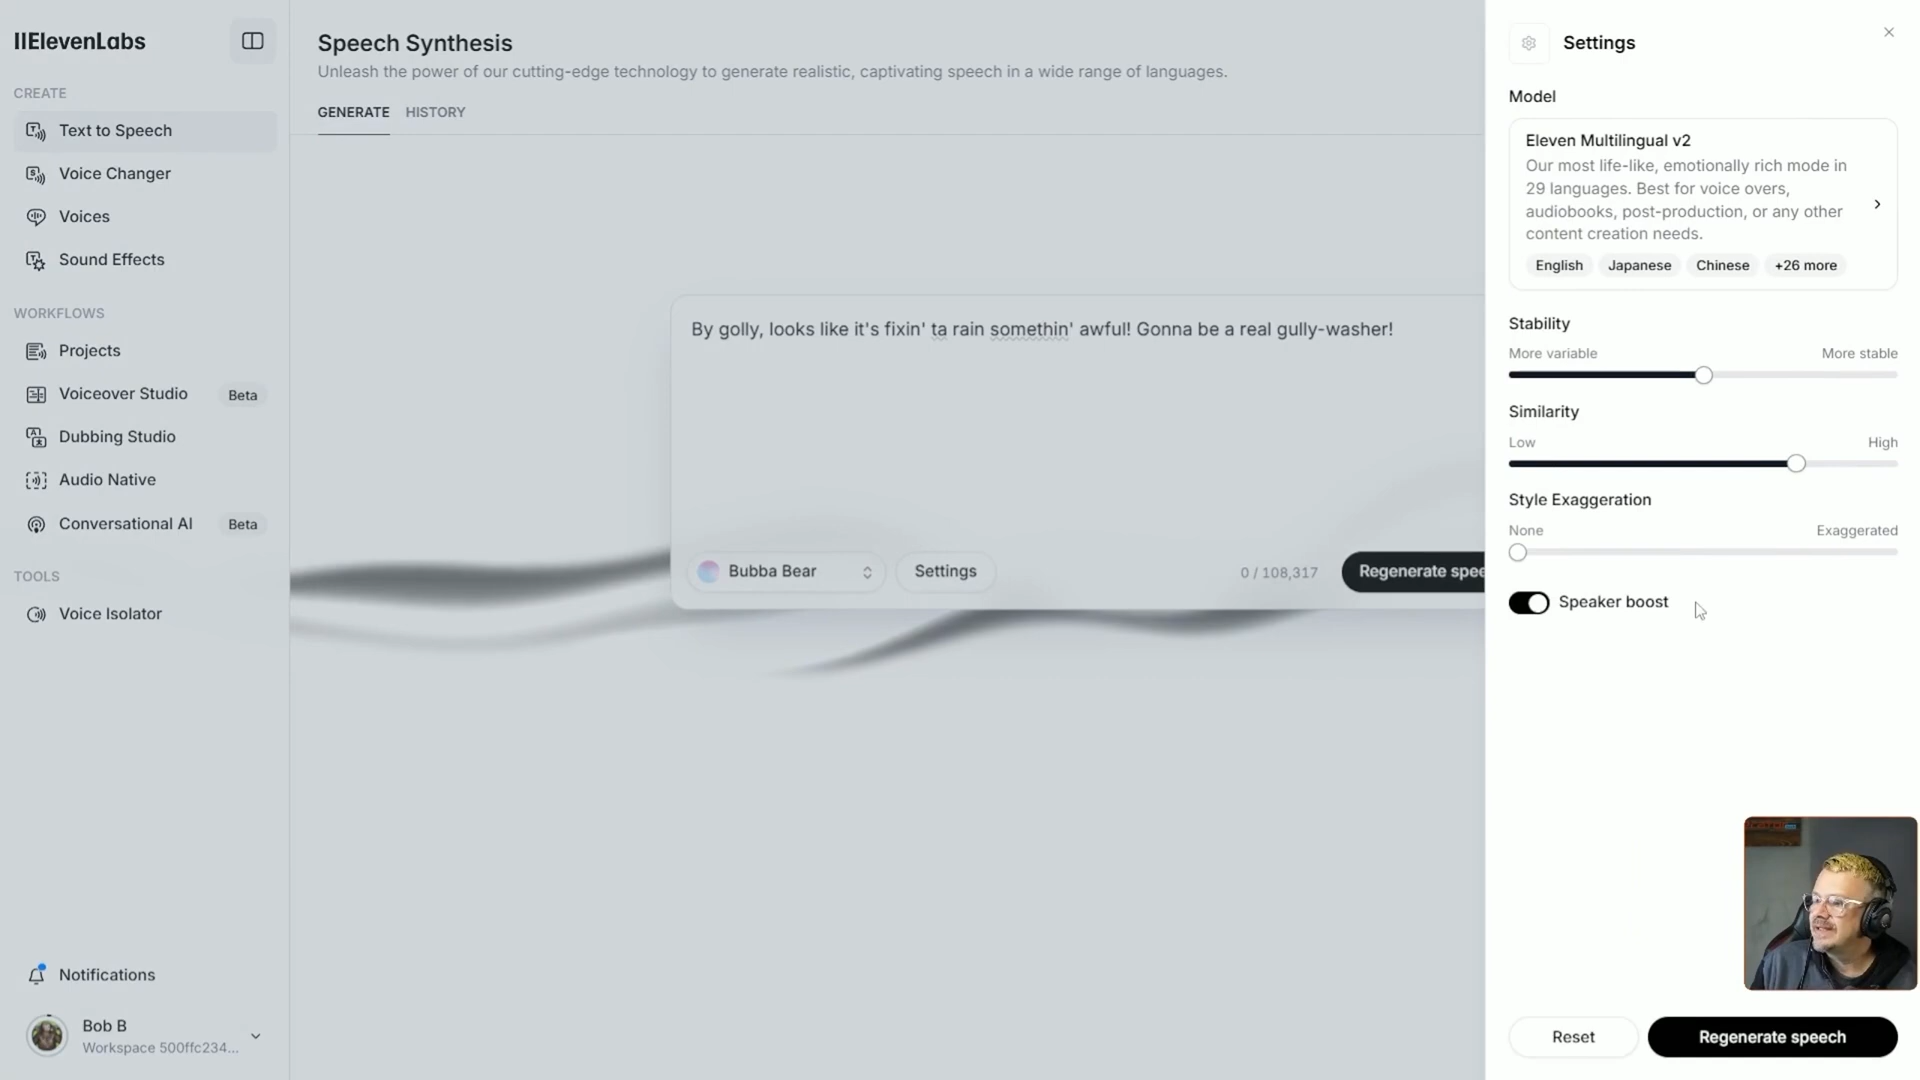 IIElevenLabs
CREATE
Text to Speech
Voice Changer
Voices
Sound Effects
WORKFLOWS
Projects
Voiceover Studio Beta
Dubbing Studio
Audio Native
Conversational AI Beta
TOOLS
Voice Isolator
Notifications
Bob B
Workspace 500ffc234...
Speech Synthesis
Unleash the power of our cutting-edge technology to generate realistic, captivating speech in a wide range of languages.
GENERATE HISTORY
By golly, looks like it's fixin' ta rain somethin' awful! Gonna be a real gully-washer!
Bubba Bear Settings 0 / 108,317 Regenerate spee
Settings
Model
Eleven Multilingual v2
Our most life-like, emotionally rich mode in
29 languages. Best for voice overs,
audiobooks, post-production, or any other
content creation needs.
English Japanese Chinese +26 more
Stability
More variable More stable
Similarity
Low High
Style Exaggeration
None Exaggerated
Speaker boost
Reset Regenerate speech